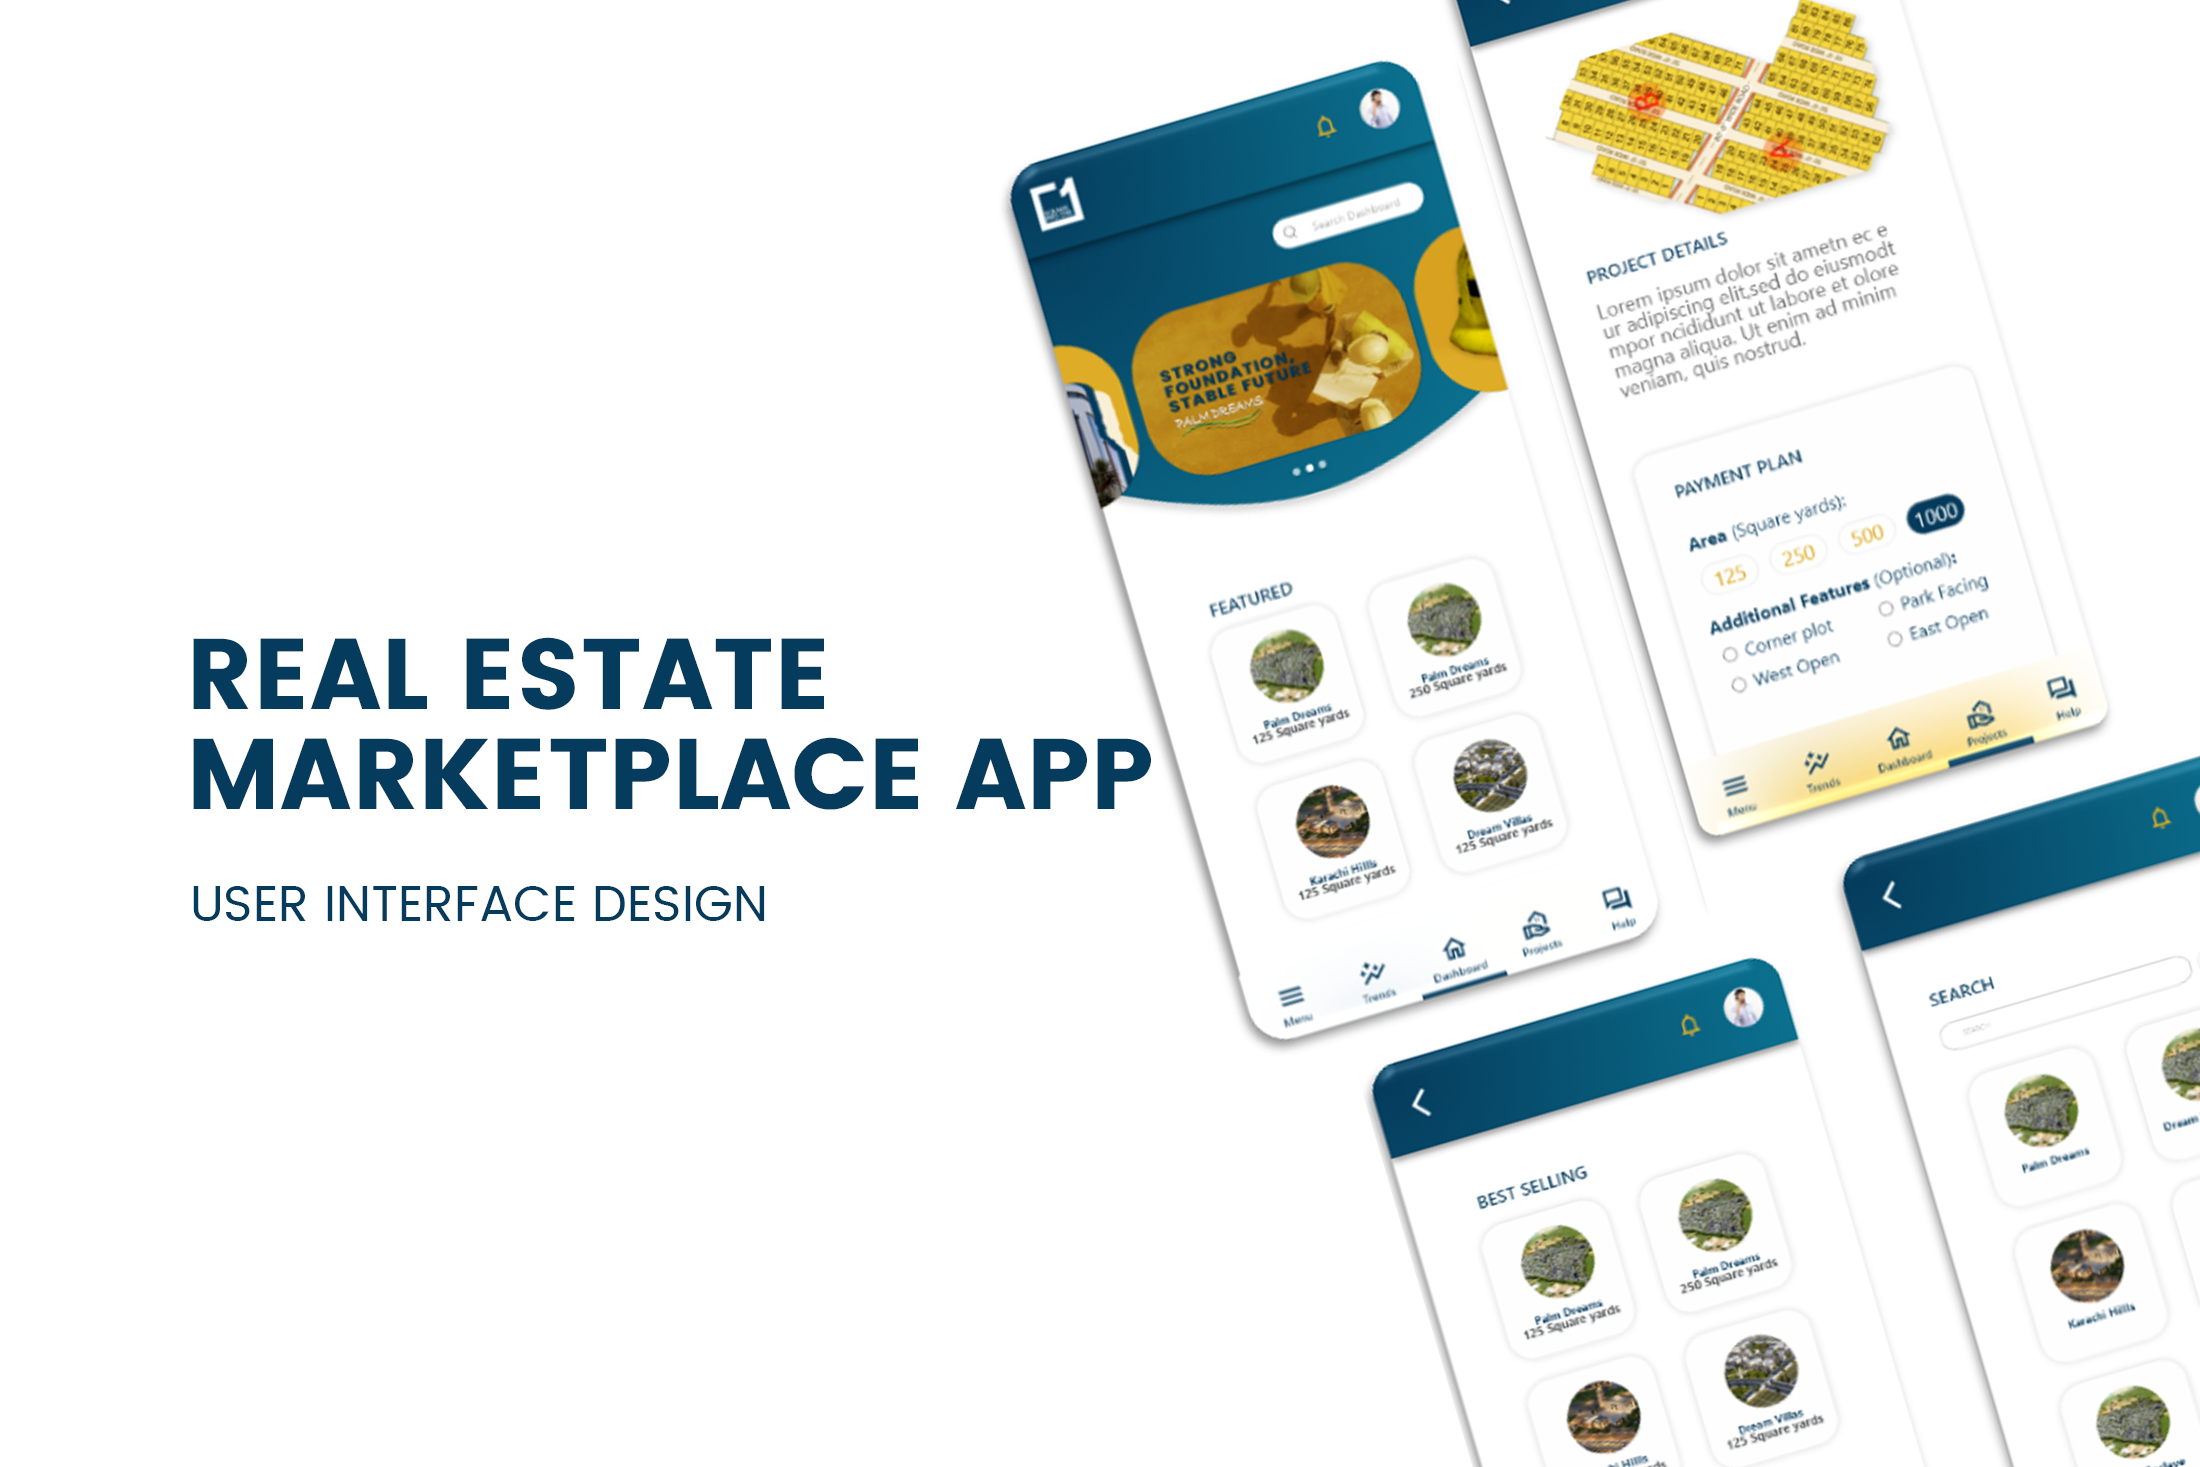 REAL ESTATE
MARKETPLACE APP
USER INTERFACE DESIGN
1
Search Dashboard
STRONG
FOUNDATION,
STABLE FUTURE
PALM DREAMS
FEATURED
Palm Dreams
125 Square yards
Palm Dreams
250 Square yards
Karachi Hillls
125 Square yards
Dream Villas
125 Square yards
Menu
Trends
Dashboard
Projects
Help
B
A
PROJECT DETAILS
Lorem ipsum dolor sit ametn ec e
ur adipiscing elit,sed do eiusmodt
mpor ncididunt ut labore et olore
magna aliqua. Ut enim ad minim
veniam, quis nostrud.
PAYMENT PLAN
Area (Square yards):
125 250 500 1000
Additional Features (Optional):
Corner plot
Park Facing
West Open
East Open
Menu
Trends
Dashboard
Projects
Help
BEST SELLING
Palm Dreams
125 Square yards
Palm Dreams
250 Square yards
Hillls
Dream Villas
125 Square yards
SEARCH
SEARCH
Palm Dreams
Dream
Karachi Hillls